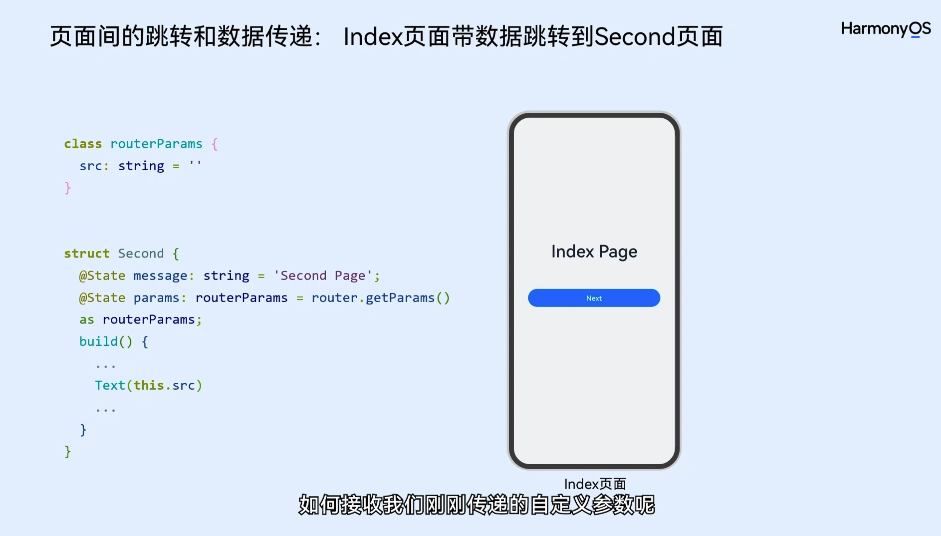 页面间的跳转和数据传递： Index页面带数据跳转到Second页面
HarmonyOS
class routerParams {
src: string = ''
}
struct Second {
@State message: string = 'Second Page';
@State params: routerParams = router.getParams()
as routerParams;
build() {
...
Text(this.src)
...
}
}
Index Page
Next
Index页面
如何接收我们刚刚传递的自定义参数呢